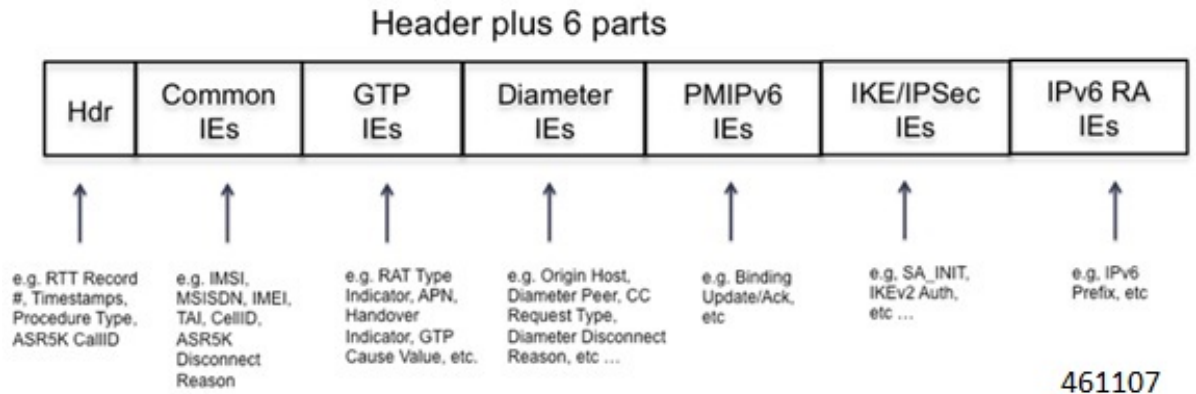 Header plus 6 parts
Hdr
Common
IEs
GTP
IEs
Diameter
IEs
PMIPv6
IEs
IKE/IPSec
IEs
IPv6 RA
IEs
e.g. RTT Record
#, Timestamps,
Procedure Type,
ASR5K CallID
e.g. IMSI,
MSISDN, IMEI,
TAI, CellID,
ASR5K
Disconnect
Reason
e.g. RAT Type
Indicator, APN,
Handover
Indicator, GTP
Cause Value, etc.
e.g. Origin Host,
Diameter Peer, CC
Request Type,
Diameter Disconnect
Reason, etc ...
e.g. Binding
Update/Ack,
etc
e.g, SA_INIT,
IKEv2 Auth,
etc ...
e.g, IPv6
Prefix, etc
461107